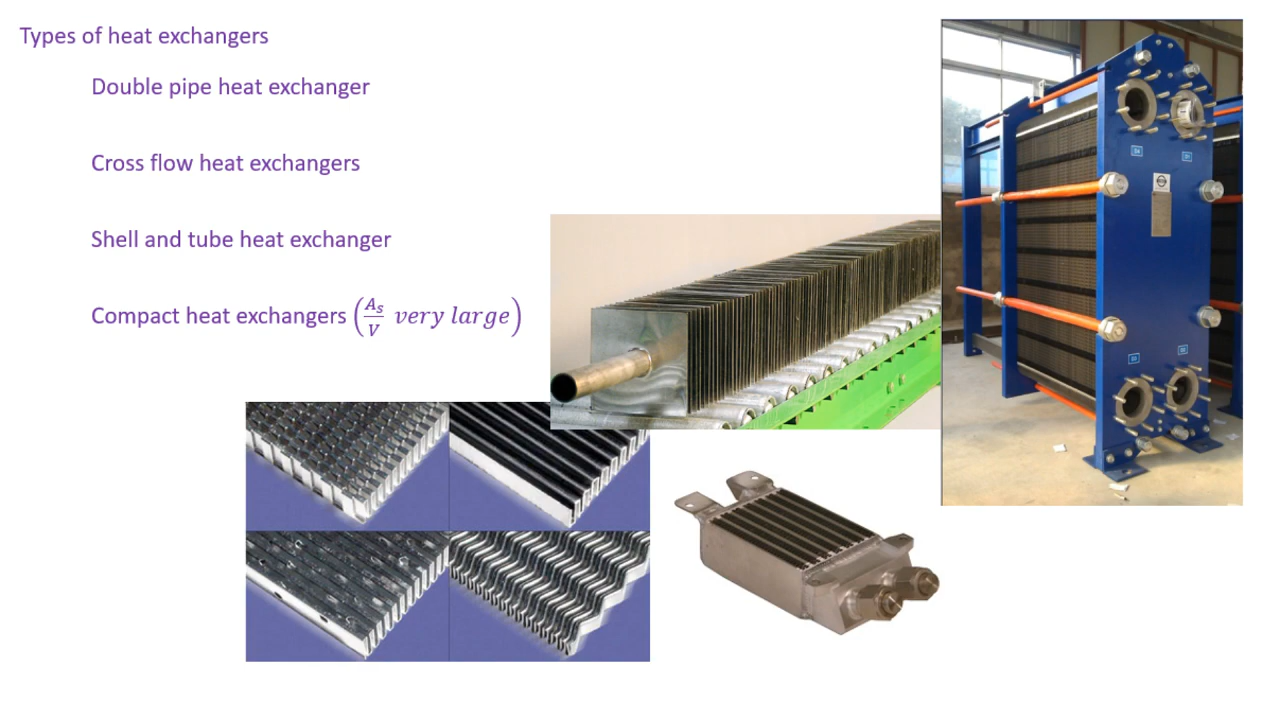 Types of heat exchangers
Double pipe heat exchanger
Cross flow heat exchangers
Shell and tube heat exchanger
Compact heat exchangers (A_s/V very large)